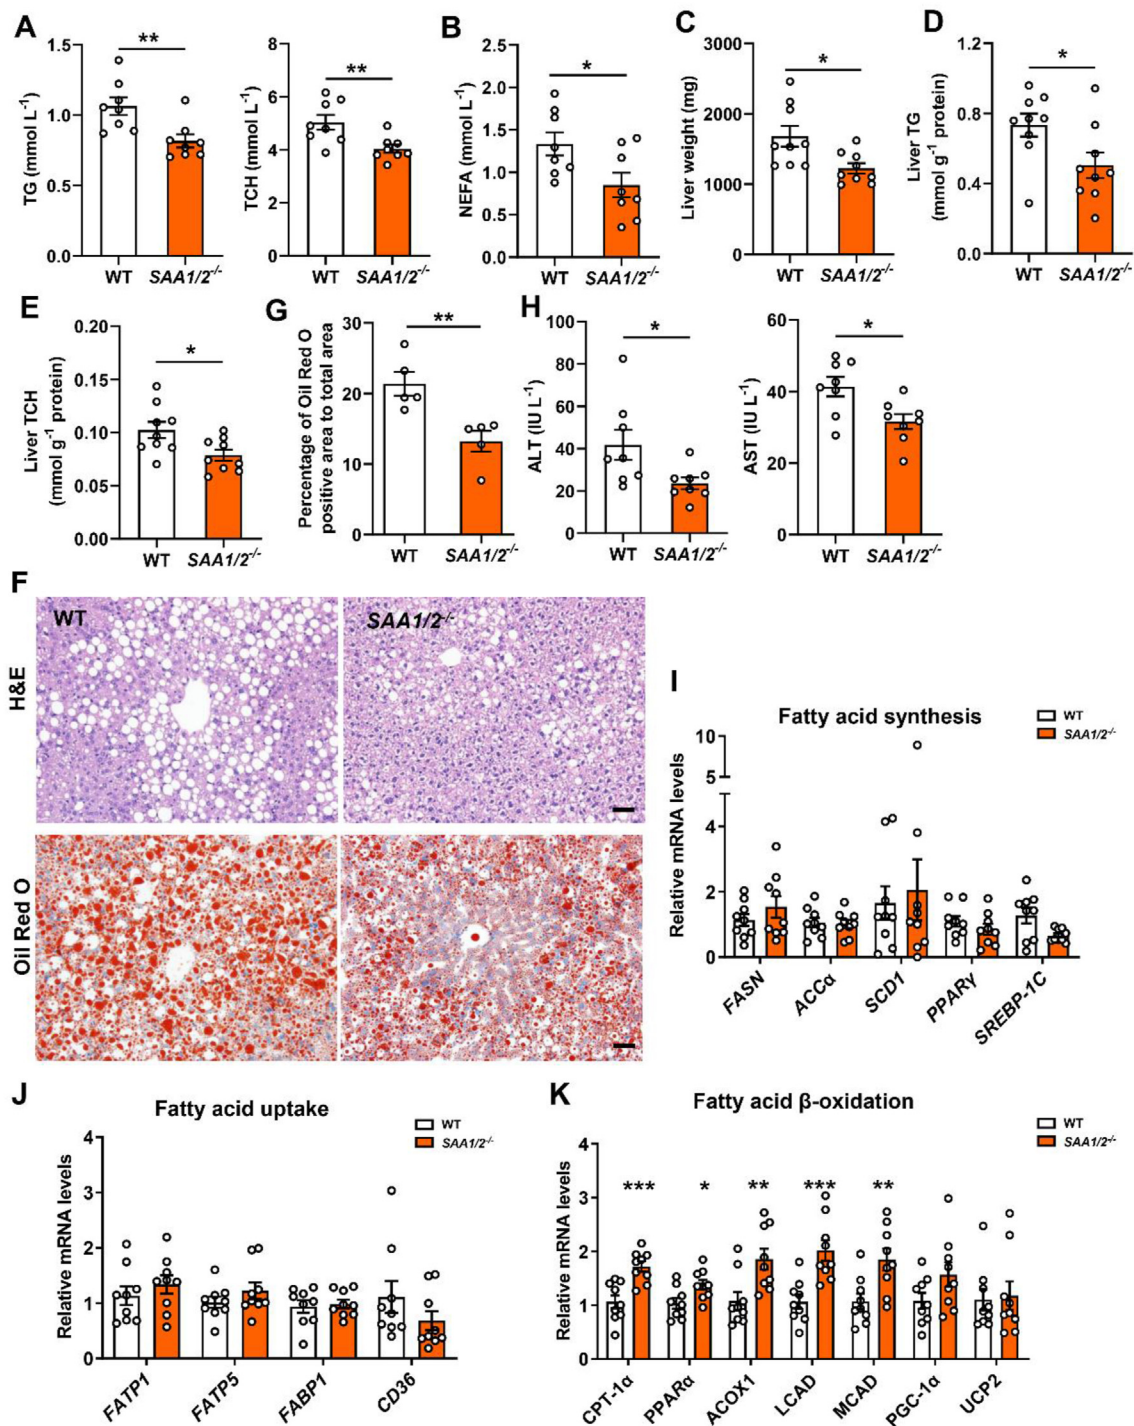 A
TG (mmol L-1)
1.5
1.0
0.5
0.0
**
WT
SAA1/2-/-
TCH (mmol L-1)
8
6
4
2
0
**
WT
SAA1/2-/-
B
NEFA (mmol L-1)
2.5
2.0
1.5
1.0
0.5
0.0
*
WT
SAA1/2-/-
C
Liver weight (mg)
3000
2000
1000
0
*
WT
SAA1/2-/-
D
Liver TG
(mmol g-1 protein)
1.2
0.8
0.4
0.0
*
WT
SAA1/2-/-
E
Liver TCH
(mmol g-1 protein)
0.20
0.15
0.10
0.05
0.00
*
WT
SAA1/2-/-
G
Percentage of Oil Red O
positive area to total area
30
20
10
0
**
WT
SAA1/2-/-
H
ALT (IU L-1)
100
80
60
40
20
0
*
WT
SAA1/2-/-
AST (IU L-1)
60
40
20
0
*
WT
SAA1/2-/-
F
WT
SAA1/2-/-
H&E
Oil Red O
I
Fatty acid synthesis
WT
SAA1/2-/-
Relative mRNA levels
10
5
4
2
0
FASN
ACCα
SCD1
PPARγ
SREBP-1C
J
Fatty acid uptake
WT
SAA1/2-/-
Relative mRNA levels
4
3
2
1
0
FATP1
FATP5
FABP1
CD36
K
Fatty acid β-oxidation
WT
SAA1/2-/-
Relative mRNA levels
4
3
2
1
0
***
*
**
***
**
CPT-1α
PPARα
ACOX1
LCAD
MCAD
PGC-1α
UCP2